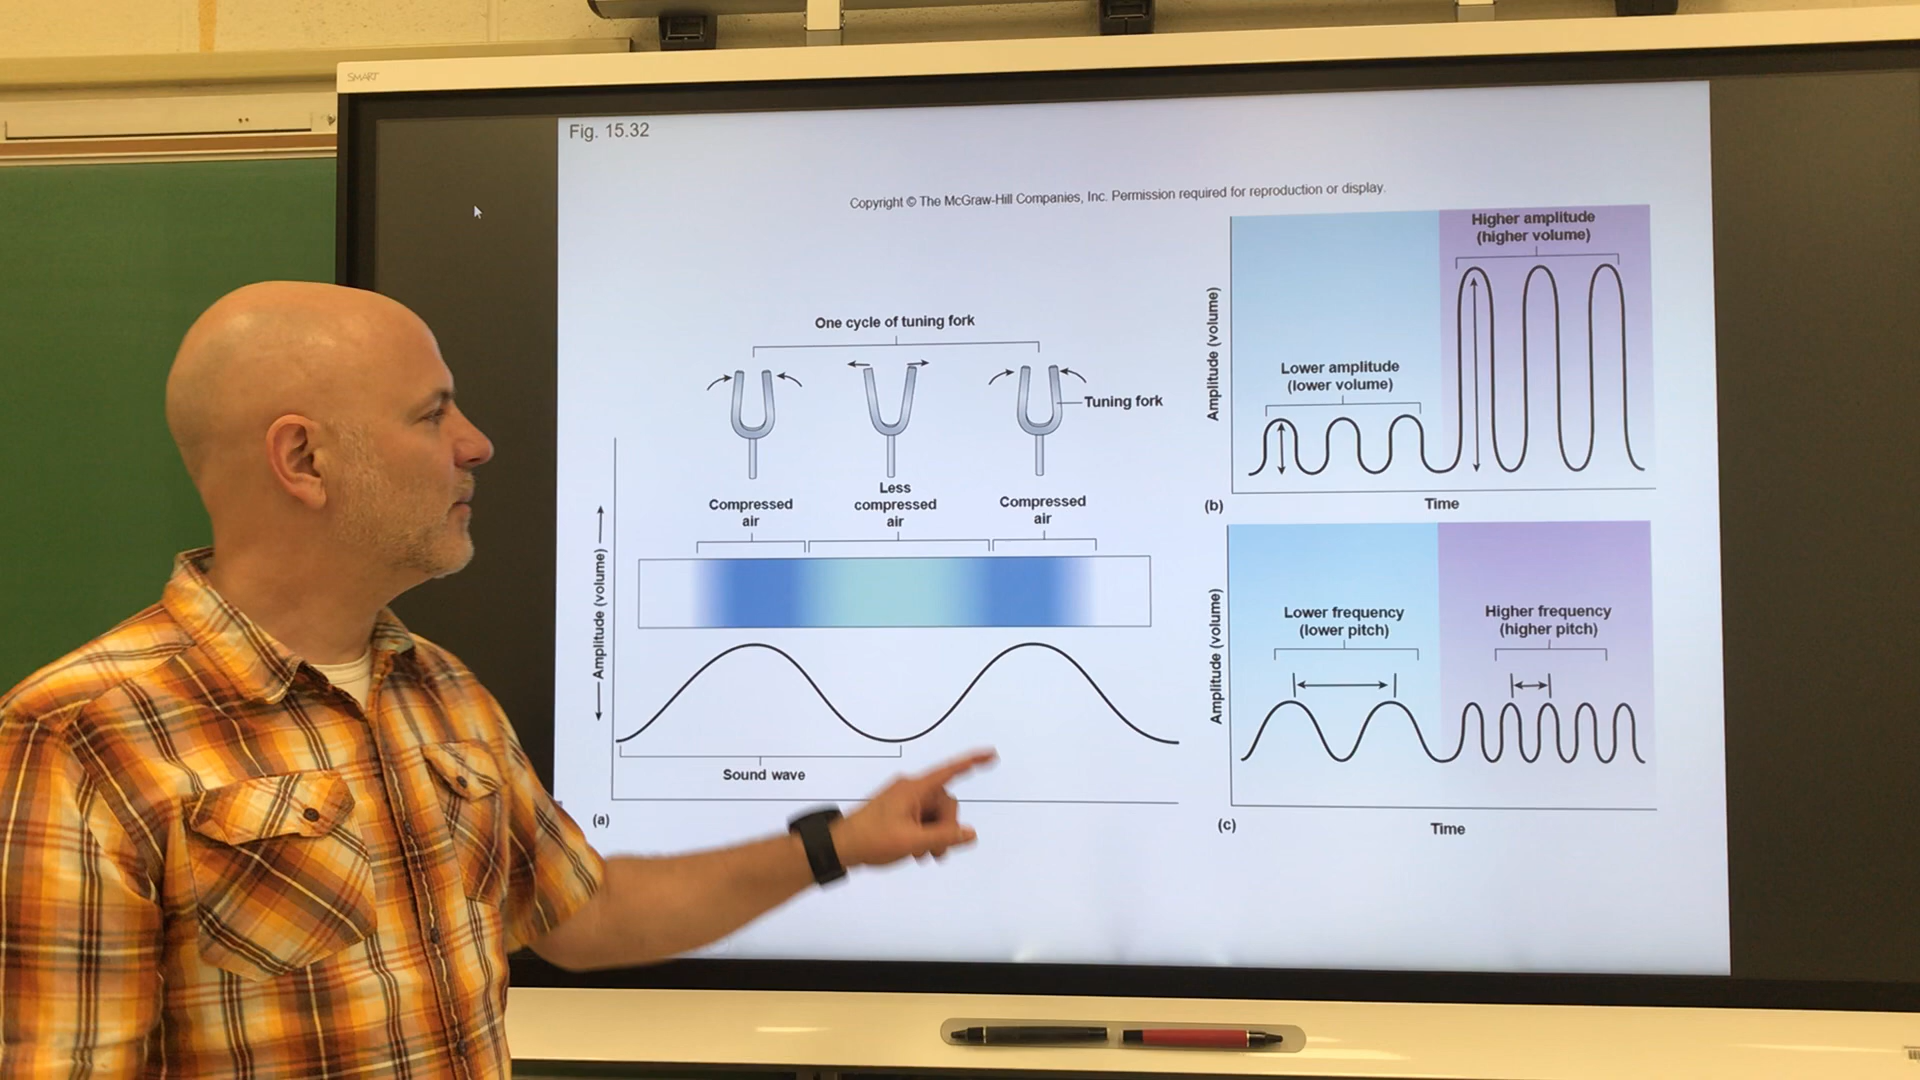 SMART
Fig. 15.32
Copyright © The McGraw-Hill Companies, Inc. Permission required for reproduction or display.
One cycle of tuning fork
Tuning fork
Compressed
air
Less
compressed
air
Compressed
air
Amplitude (volume)
Sound wave
(a)
Higher amplitude
(higher volume)
Lower amplitude
(lower volume)
Amplitude (volume)
(b)
Time
Lower frequency
(lower pitch)
Higher frequency
(higher pitch)
Amplitude (volume)
(c)
Time